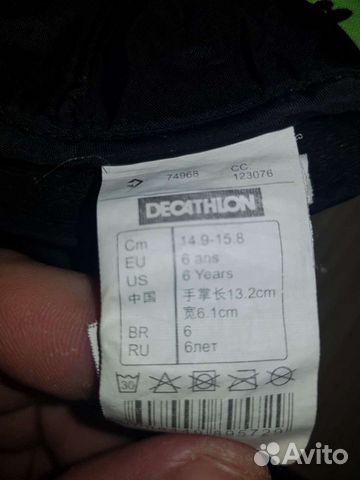 74968 CC. 123076
DECATHLON
Cm 14.9-15.8
EU 6 ans
US 6 Years
中国 手掌长13.2cm
宽6.1cm
BR 6
RU 6лет
30
Avito